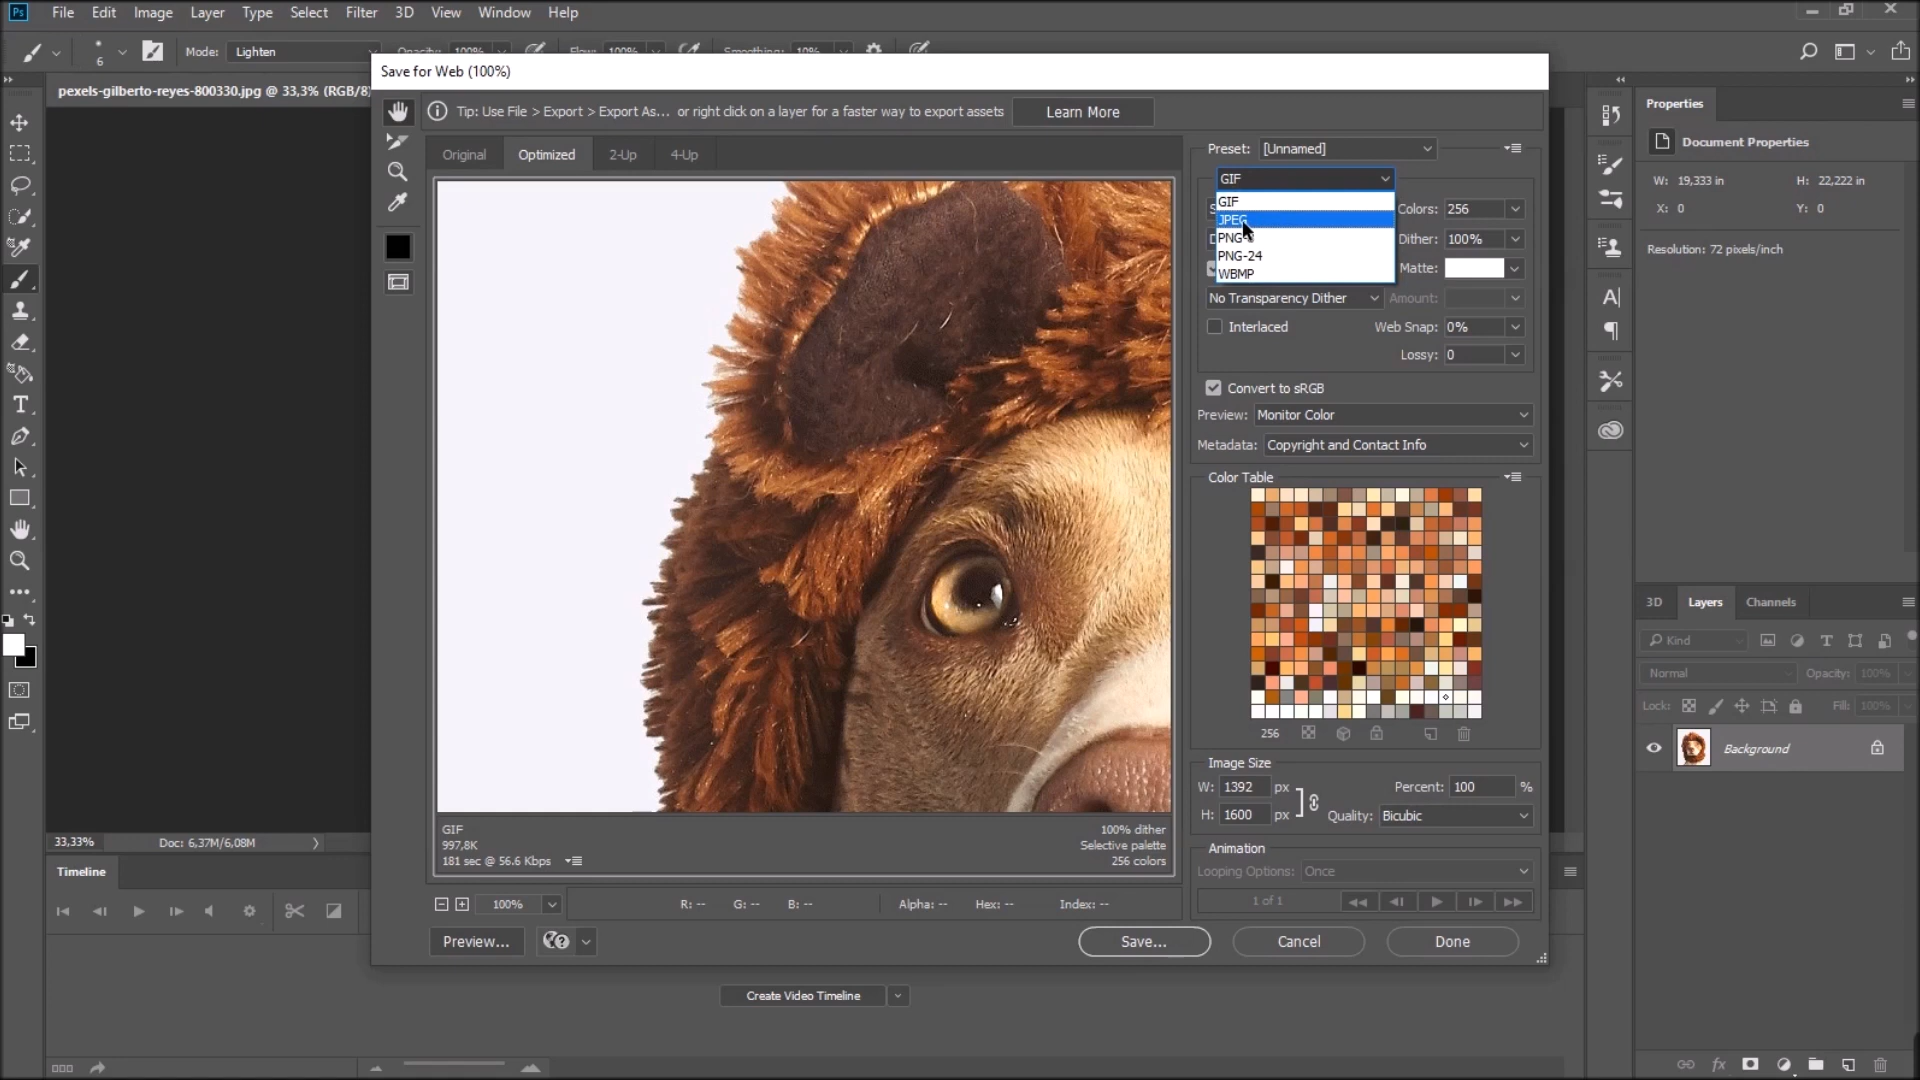 Ps File Edit Image Layer Type Select Filter 3D View Window Help
6 Mode: Lighten Opacity: 100% Flow: 100% Smoothing: 10%
Save for Web (100%)
pexels-gilberto-reyes-800330.jpg @ 33,3% (RGB/8)
Tip: Use File > Export > Export As... or right click on a layer for a faster way to export assets Learn More
Original Optimized 2-Up 4-Up
Preset: [Unnamed]
GIF
GIF
JPEG
PNG-
PNG-24
WBMP
Colors: 256
Dither: 100%
Matte:
No Transparency Dither Amount:
Interlaced Web Snap: 0%
Lossy: 0
Convert to sRGB
Preview: Monitor Color
Metadata: Copyright and Contact Info
Color Table
256
Image Size
W: 1392 px Percent: 100 %
H: 1600 px Quality: Bicubic
Animation
Looping Options: Once
1 of 1
GIF 100% dither
997,8K Selective palette
181 sec @ 56.6 Kbps 256 colors
100% R: -- G: -- B: -- Alpha: -- Hex: -- Index: --
Preview... Save... Cancel Done
33,33% Doc: 6,37M/6,08M
Timeline
Create Video Timeline
Properties
Document Properties
W: 19,333 in H: 22,222 in
X: 0 Y: 0
Resolution: 72 pixels/inch
3D Layers Channels
Kind
Normal Opacity: 100%
Lock: Fill: 100%
Background
fx